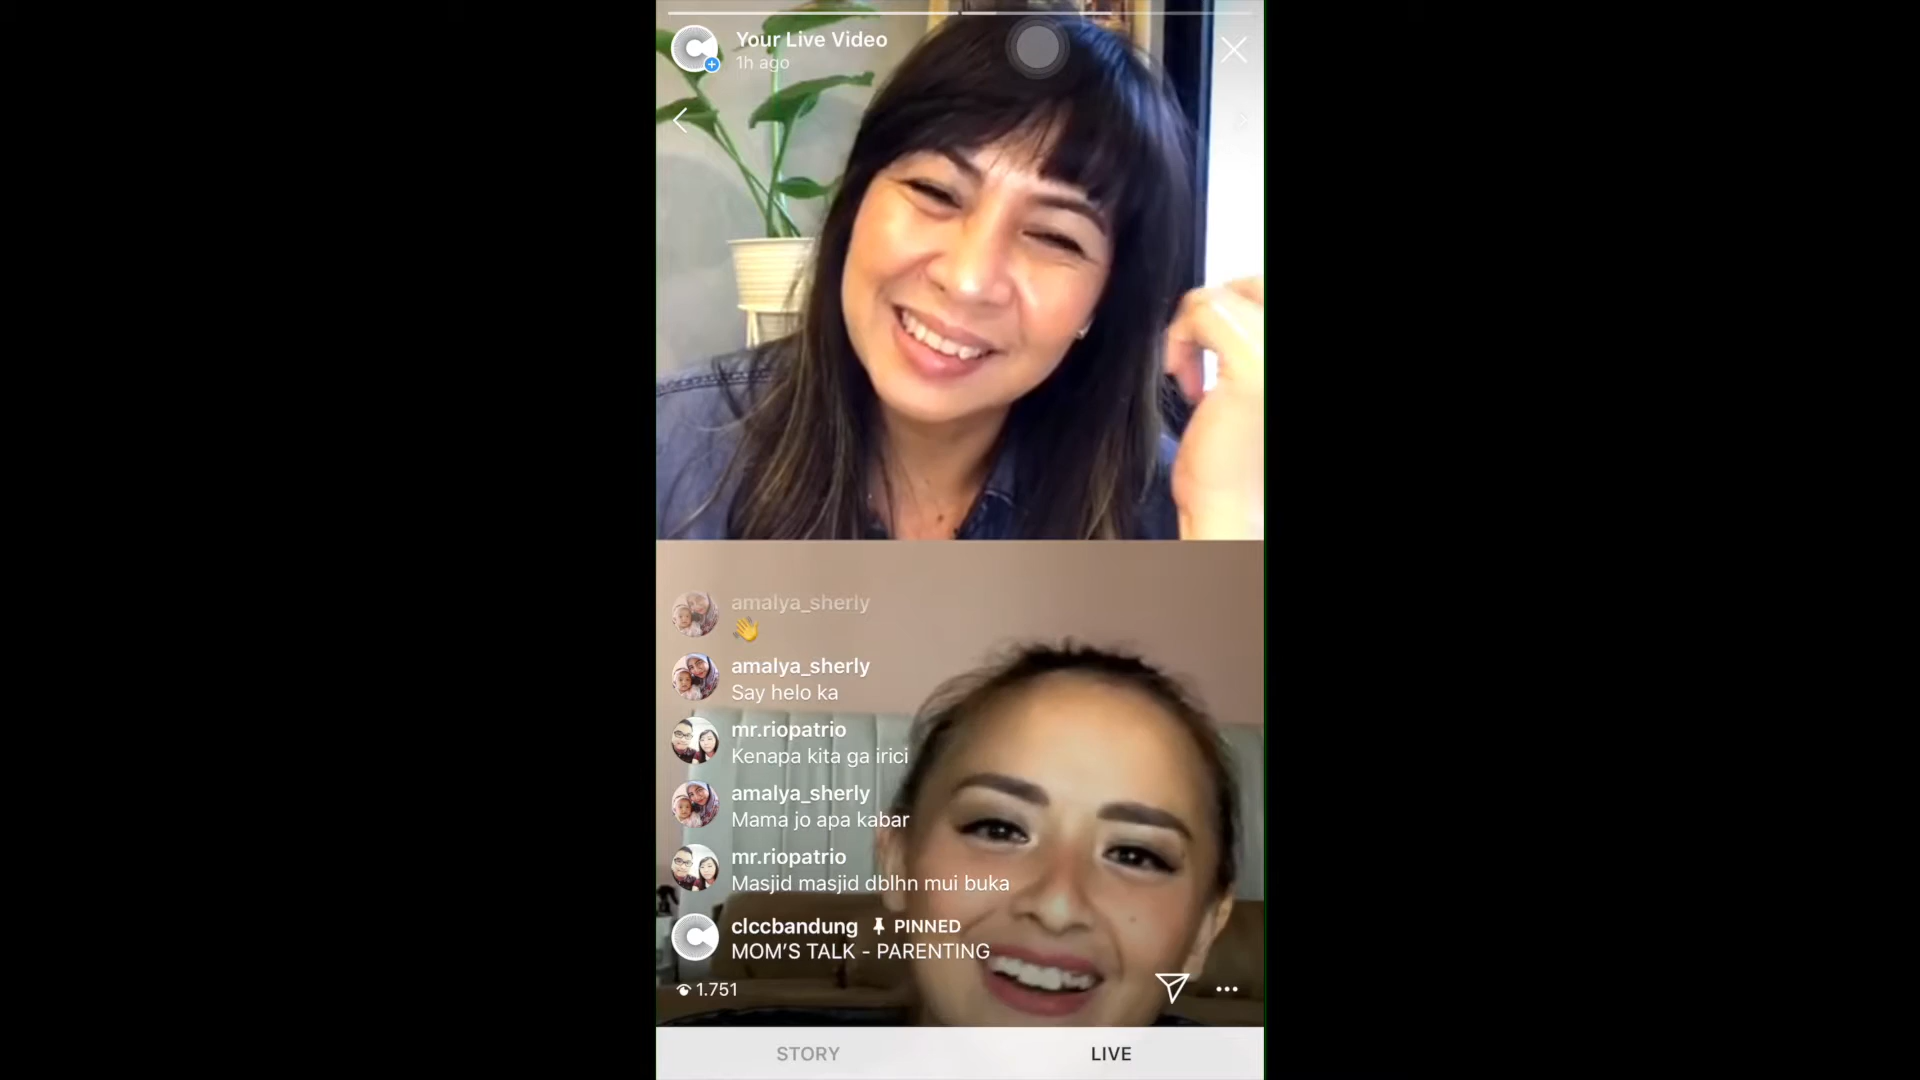 Your Live Video
1h ago
amalya_sherly
👋
amalya_sherly
Say helo ka
mr.riopatrio
Kenapa kita ga irici
amalya_sherly
Mama jo apa kabar
mr.riopatrio
Masjid masjid dblhn mui buka
clccbandung PINNED
MOM'S TALK - PARENTING
1.751
STORY LIVE